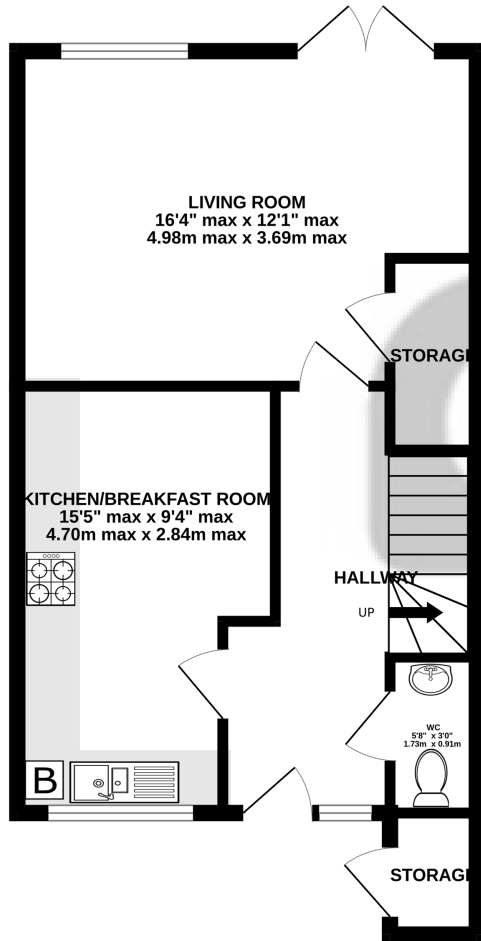 LIVING ROOM
16'4" max x 12'1" max
4.98m max x 3.69m max
STORAGE
KITCHEN/BREAKFAST ROOM
15'5" max x 9'4" max
4.70m max x 2.84m max
HALLWAY
UP
WC
5'8" x 3'0"
1.73m x 0.91m
B
STORAGE